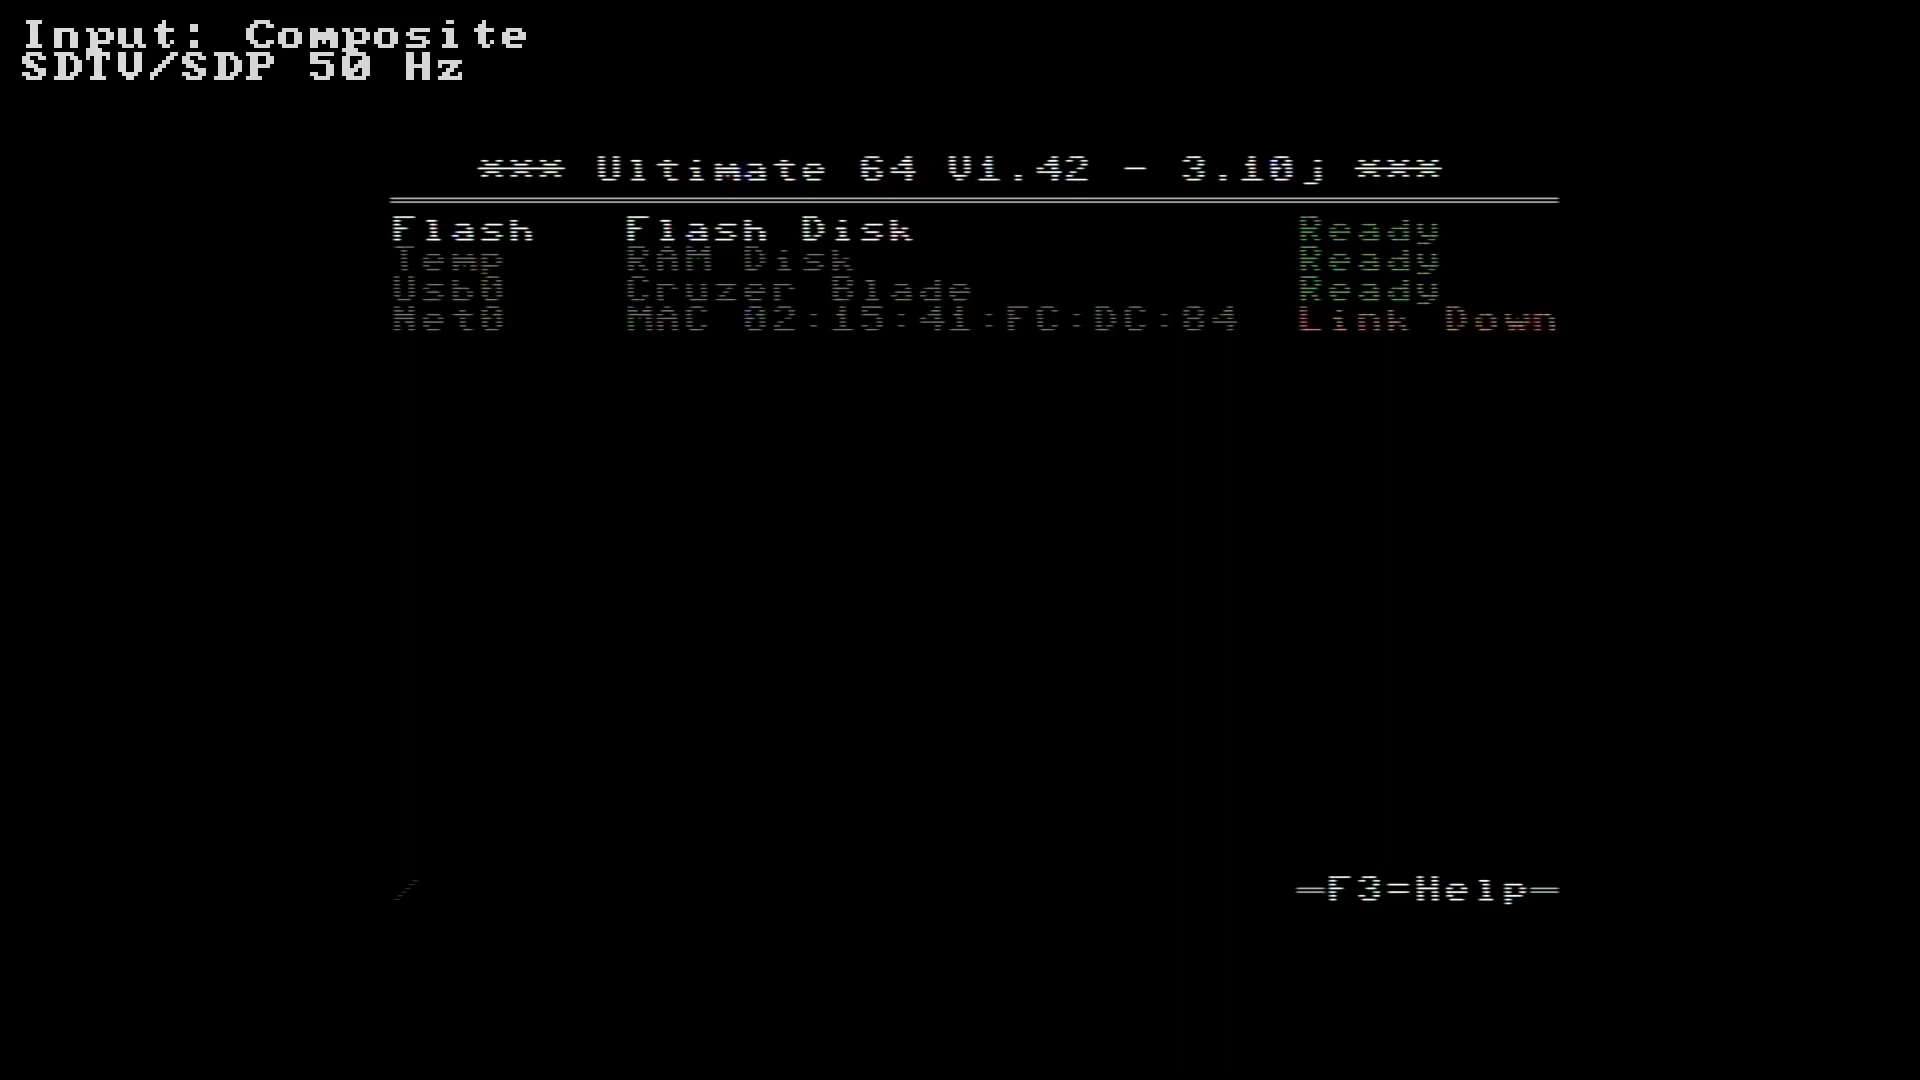 Input: Composite
SDTV/SDP 50 Hz
*** Ultimate 64 V1.42 - 3.10j ***
Flash Flash Disk Ready
Temp RAM Disk Ready
Usb0 Cruzer Blade Ready
Net0 MAC 02:15:41:FC:DC:84 Link Down
/ —F3=Help—